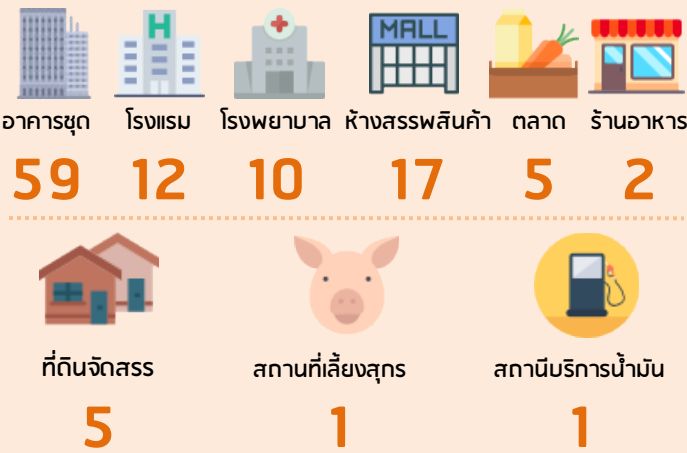 H
MALL
อาคารชุด โรงแรม โรงพยาบาล ห้างสรรพสินค้า ตลาด ร้านอาหาร
59 12 10 17 5 2
ที่ดินจัดสรร สถานที่เลี้ยงสุกร สถานีบริการน้ำมัน
5 1 1